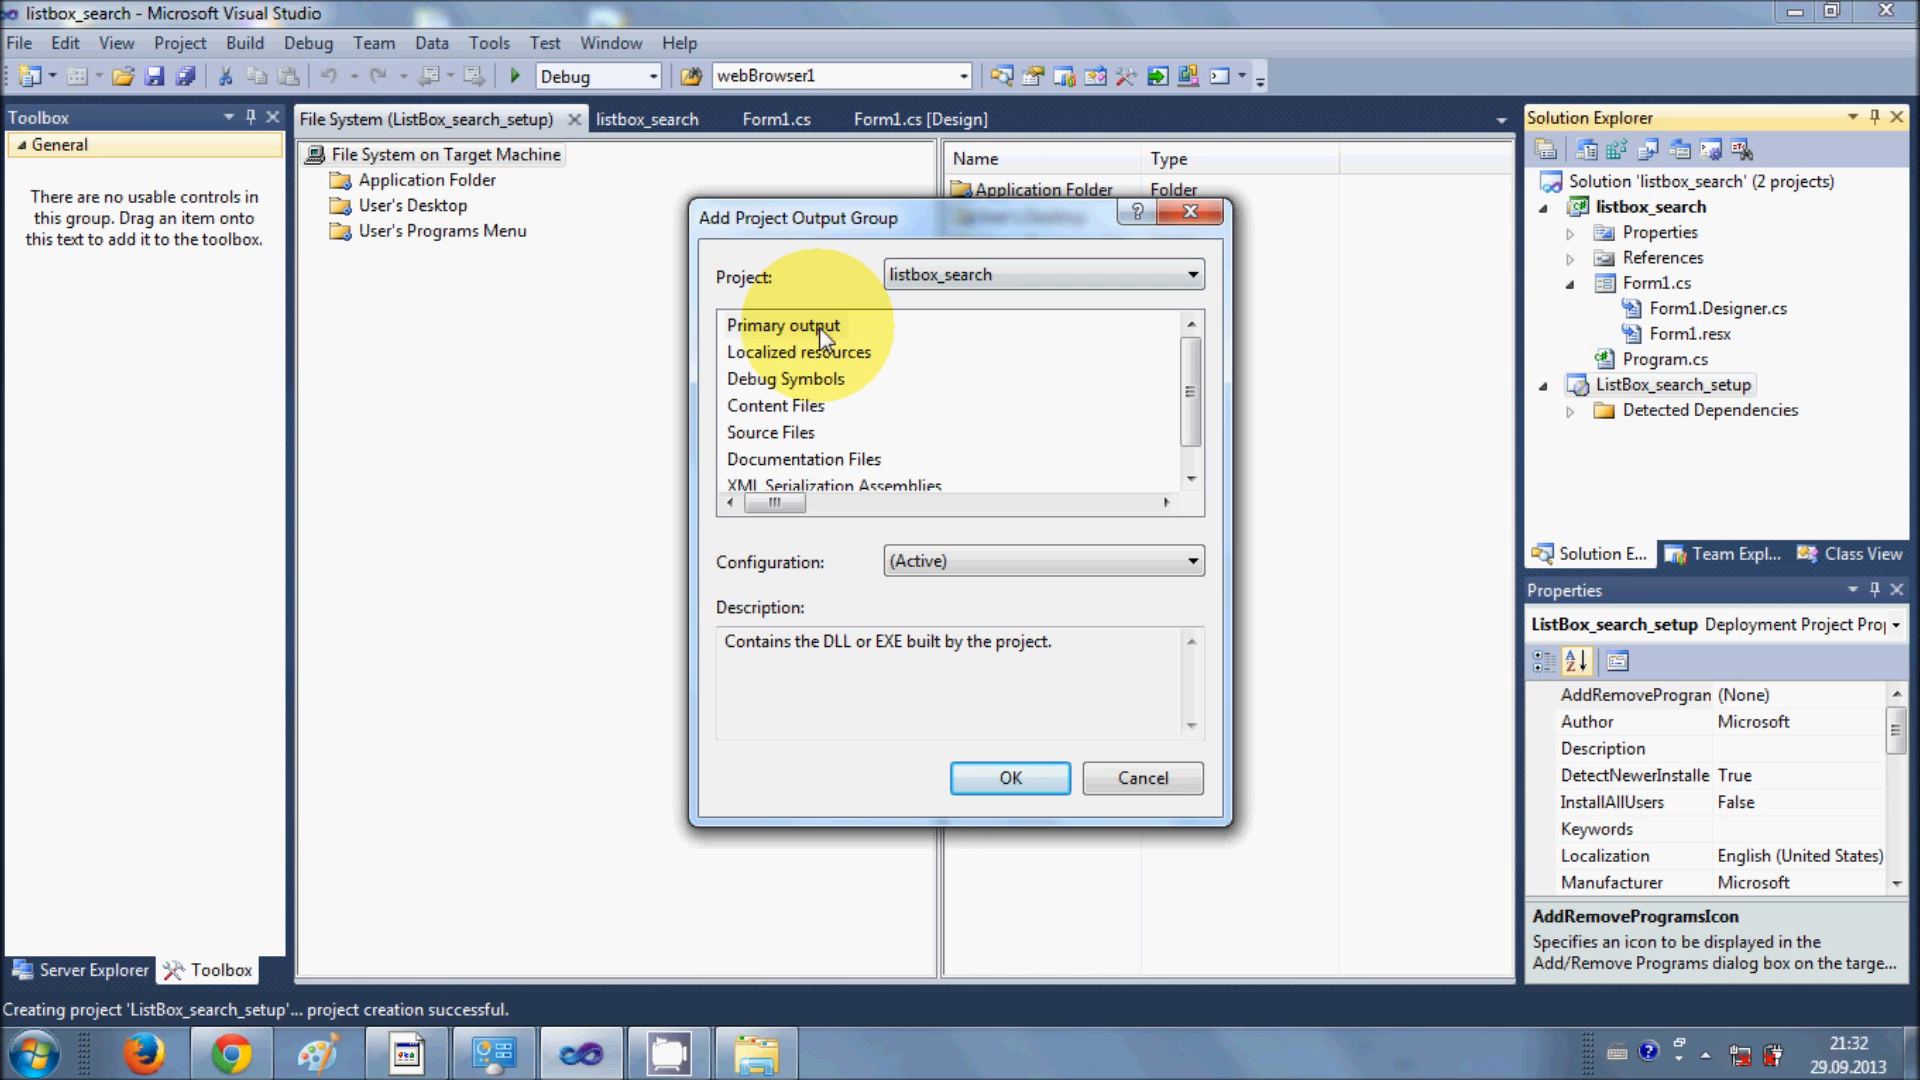 listbox_search - Microsoft Visual Studio
File Edit View Project Build Debug Team Data Tools Test Window Help
Debug webBrowser1
Toolbox
General
There are no usable controls in
this group. Drag an item onto
this text to add it to the toolbox.
Server Explorer Toolbox
File System (ListBox_search_setup) listbox_search Form1.cs Form1.cs [Design]
File System on Target Machine
Application Folder
User's Desktop
User's Programs Menu
Name Type
Application Folder Folder
Add Project Output Group
Project: listbox_search
Primary output
Localized resources
Debug Symbols
Content Files
Source Files
Documentation Files
XML Serialization Assemblies
Configuration: (Active)
Description:
Contains the DLL or EXE built by the project.
OK Cancel
Solution Explorer
Solution 'listbox_search' (2 projects)
listbox_search
Properties
References
Form1.cs
Form1.Designer.cs
Form1.resx
Program.cs
ListBox_search_setup
Detected Dependencies
Solution E... Team Expl... Class View
Properties
ListBox_search_setup Deployment Project Pro
AddRemoveProgran (None)
Author Microsoft
Description
DetectNewerInstalle True
InstallAllUsers False
Keywords
Localization English (United States)
Manufacturer Microsoft
AddRemoveProgramsIcon
Specifies an icon to be displayed in the
Add/Remove Programs dialog box on the targe...
Creating project 'ListBox_search_setup'... project creation successful.
21:32
29.09.2013